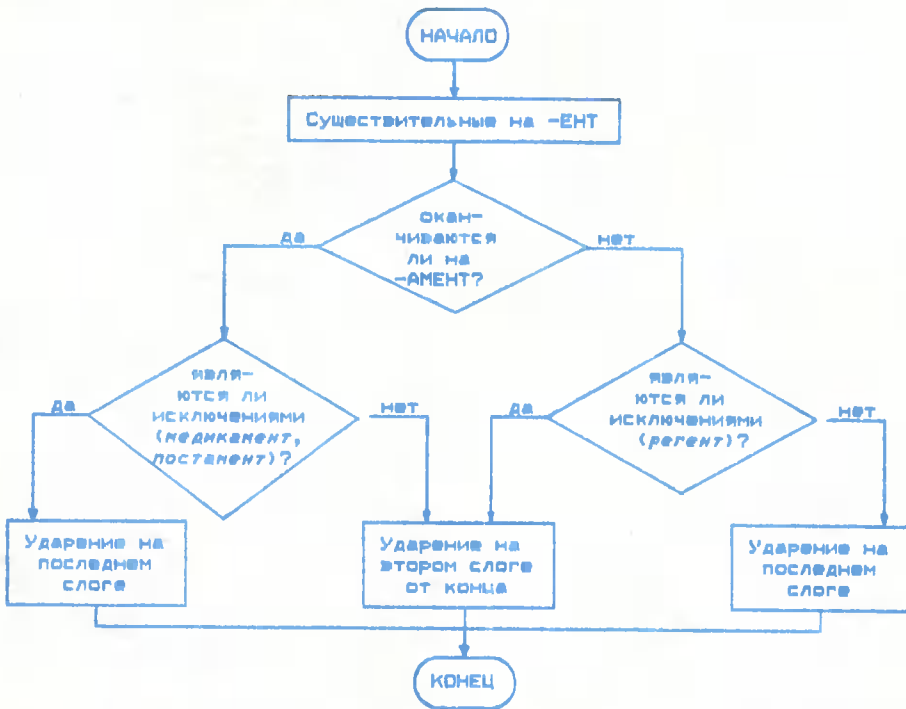 НАЧАЛО
Существительные на -ЕНТ
окан-
чиваются
ли на
-АМЕНТ?
да
нет
явля-
ются ли
исключениями
(медикамент,
постамент)?
да
нет
явля-
ются ли
исключениями
(регент)?
да
нет
Ударение на
последнем
слоге
Ударение на
втором слоге
от конца
Ударение на
последнем
слоге
КОНЕЦ